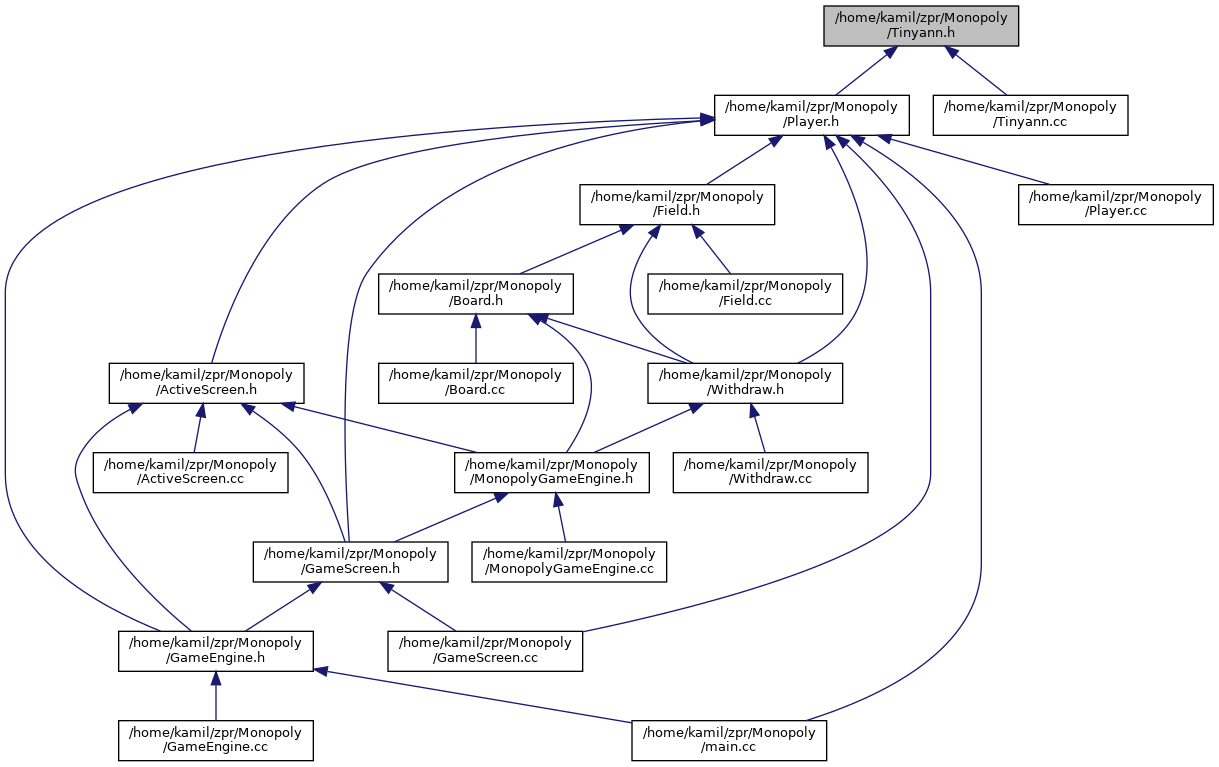 /home/kamil/zpr/Monopoly
/Tinyann.h
/home/kamil/zpr/Monopoly
/Player.h
/home/kamil/zpr/Monopoly
/Tinyann.cc
/home/kamil/zpr/Monopoly
/Field.h
/home/kamil/zpr/Monopoly
/Player.cc
/home/kamil/zpr/Monopoly
/Board.h
/home/kamil/zpr/Monopoly
/Field.cc
/home/kamil/zpr/Monopoly
/ActiveScreen.h
/home/kamil/zpr/Monopoly
/Board.cc
/home/kamil/zpr/Monopoly
/Withdraw.h
/home/kamil/zpr/Monopoly
/ActiveScreen.cc
/home/kamil/zpr/Monopoly
/MonopolyGameEngine.h
/home/kamil/zpr/Monopoly
/Withdraw.cc
/home/kamil/zpr/Monopoly
/GameScreen.h
/home/kamil/zpr/Monopoly
/MonopolyGameEngine.cc
/home/kamil/zpr/Monopoly
/GameEngine.h
/home/kamil/zpr/Monopoly
/GameScreen.cc
/home/kamil/zpr/Monopoly
/GameEngine.cc
/home/kamil/zpr/Monopoly
/main.cc